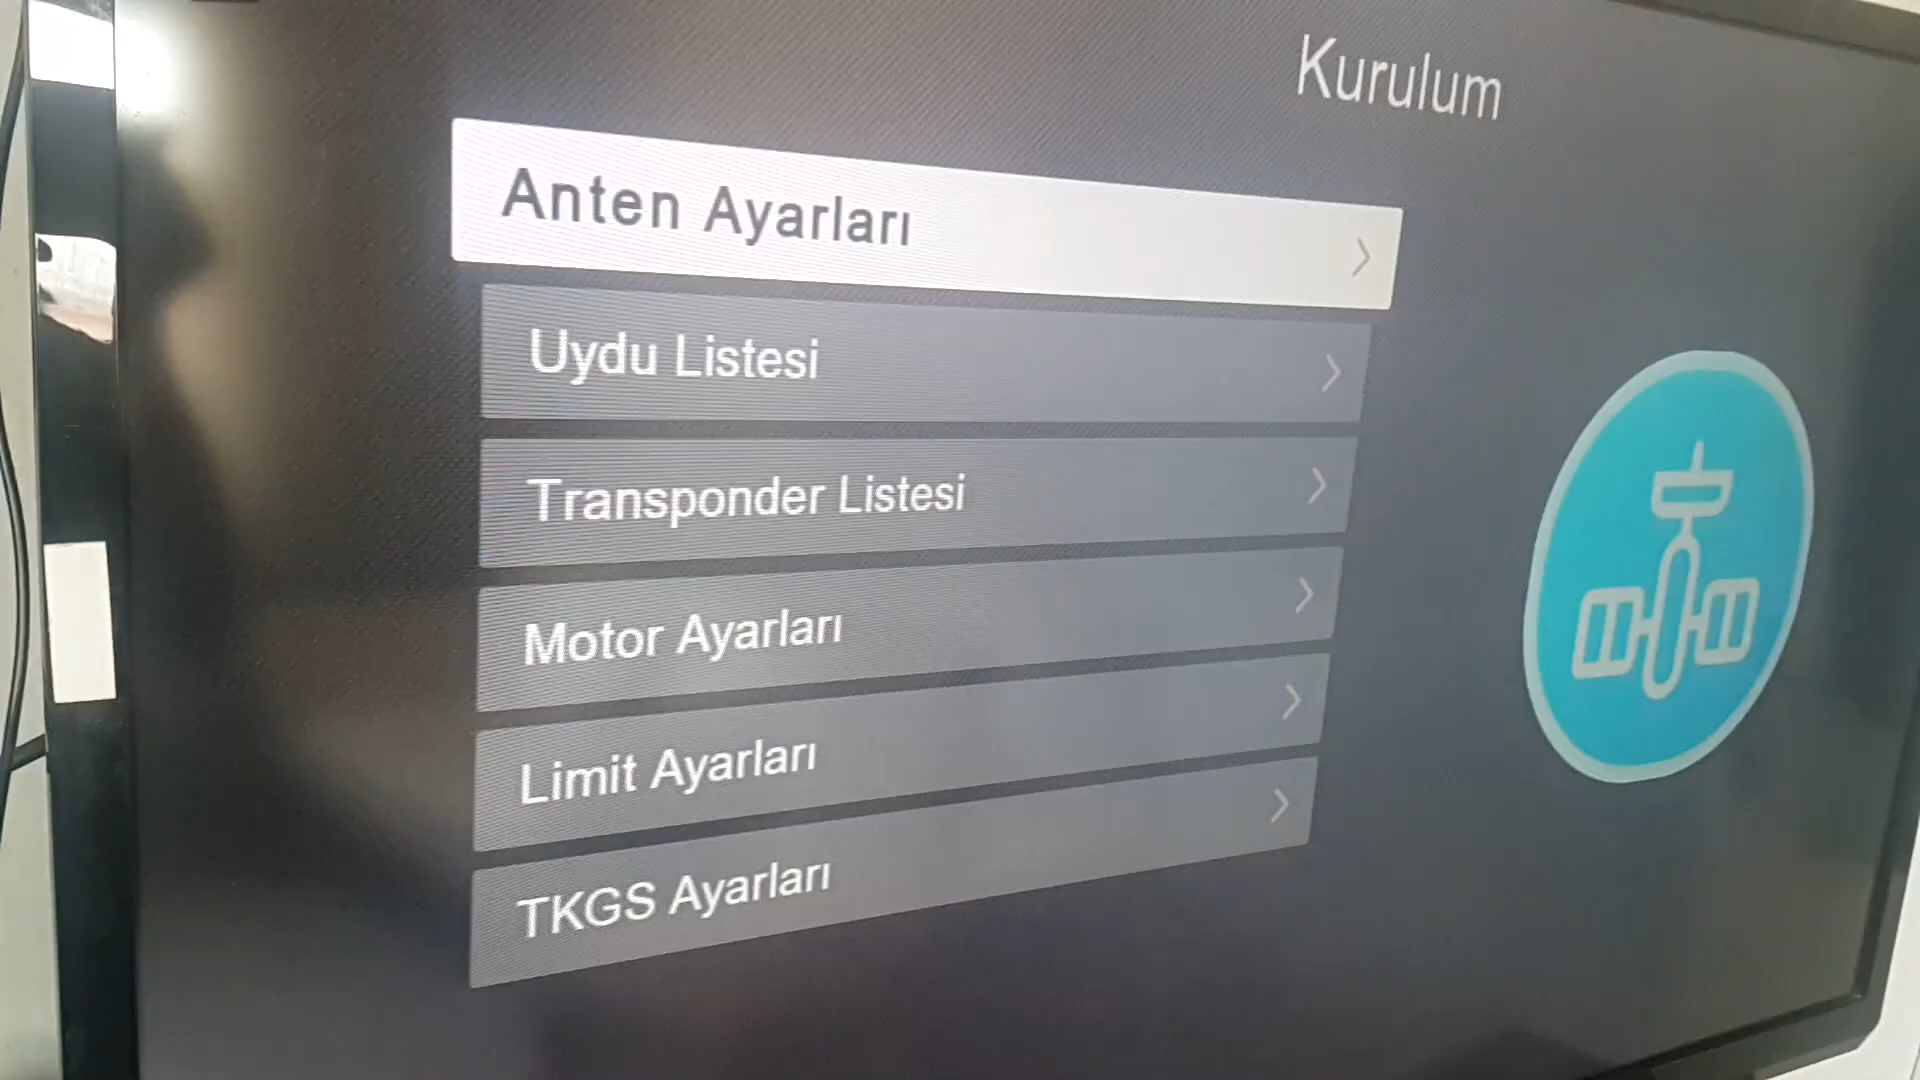 Kurulum
Anten Ayarları
Uydu Listesi
Transponder Listesi
Motor Ayarları
Limit Ayarları
TKGS Ayarları